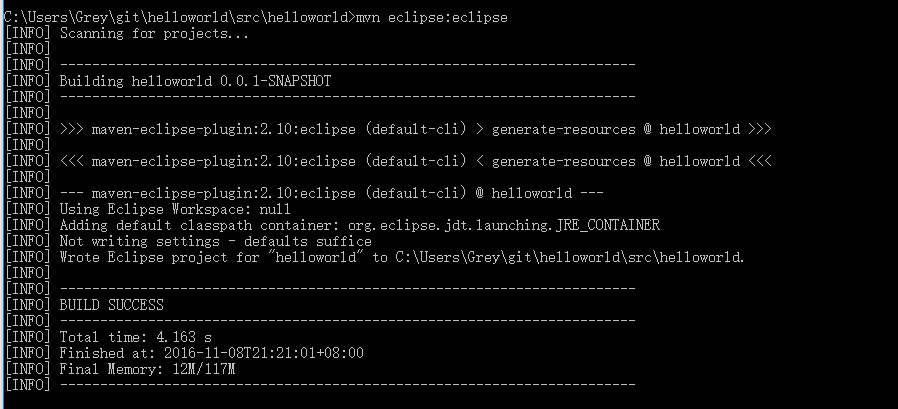 C:\Users\Grey\git\helloworld\src\helloworld>mvn eclipse:eclipse
[INFO] Scanning for projects...
[INFO]
[INFO] ------------------------------------------------------------------------
[INFO] Building helloworld 0.0.1-SNAPSHOT
[INFO] ------------------------------------------------------------------------
[INFO]
[INFO] >>> maven-eclipse-plugin:2.10:eclipse (default-cli) > generate-resources @ helloworld >>>
[INFO]
[INFO] <<< maven-eclipse-plugin:2.10:eclipse (default-cli) < generate-resources @ helloworld <<<
[INFO]
[INFO] --- maven-eclipse-plugin:2.10:eclipse (default-cli) @ helloworld ---
[INFO] Using Eclipse Workspace: null
[INFO] Adding default classpath container: org.eclipse.jdt.launching.JRE_CONTAINER
[INFO] Not writing settings - defaults suffice
[INFO] Wrote Eclipse project for "helloworld" to C:\Users\Grey\git\helloworld\src\helloworld.
[INFO]
[INFO] ------------------------------------------------------------------------
[INFO] BUILD SUCCESS
[INFO] ------------------------------------------------------------------------
[INFO] Total time: 4.163 s
[INFO] Finished at: 2016-11-08T21:21:01+08:00
[INFO] Final Memory: 12M/117M
[INFO] ------------------------------------------------------------------------